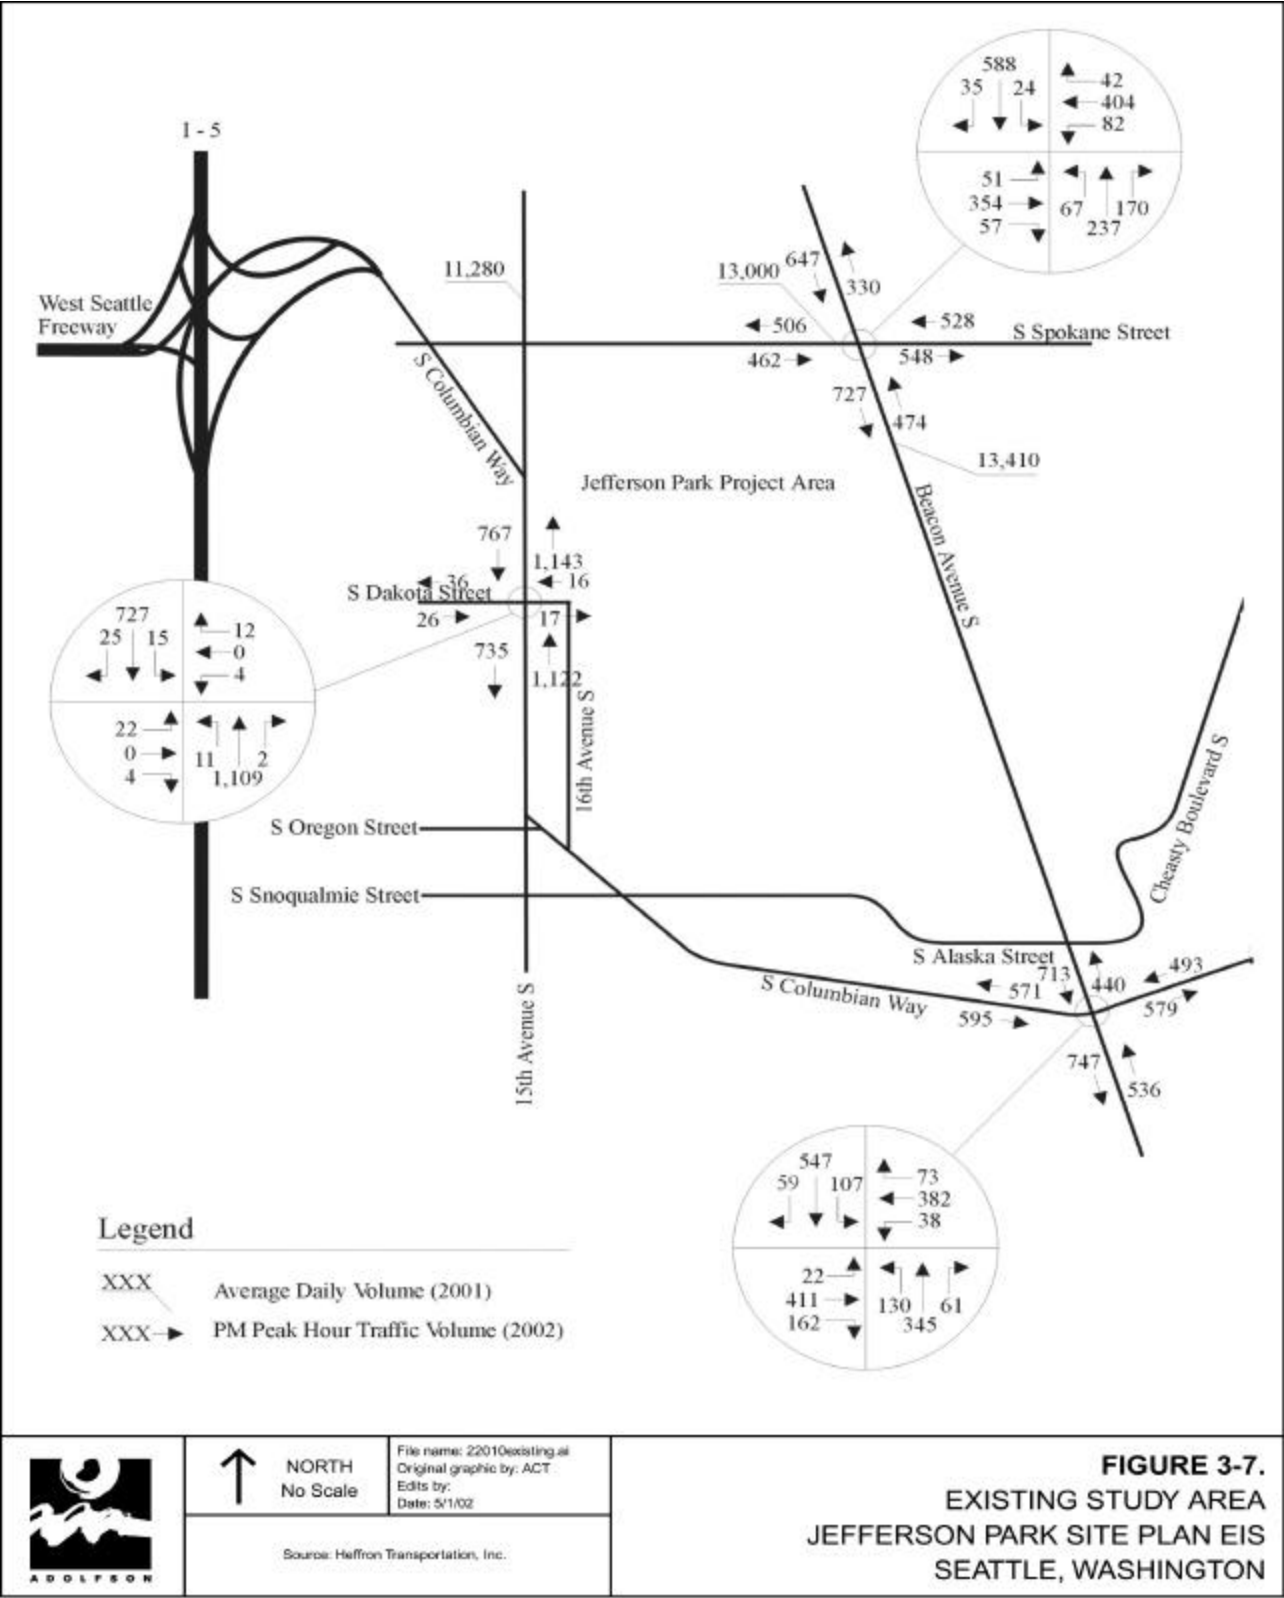 588
35
24
42
404
82
51
354
57
67
170
237
I - 5
11,280
13,000
647
330
West Seattle
Freeway
506
528
S Spokane Street
462
548
S Columbian Way
727
474
13,410
Jefferson Park Project Area
Beacon Avenue S
767
1,143
36
16
S Dakota Street
26
17
735
1,122
16th Avenue S
727
25
15
12
0
4
22
0
4
11
2
1,109
Cheasty Boulevard S
S Oregon Street
S Snoqualmie Street
S Alaska Street
713
440
493
571
579
S Columbian Way
595
15th Avenue S
747
536
547
59
107
73
382
38
22
411
162
130
61
345
Legend
XXX
Average Daily Volume (2001)
XXX
PM Peak Hour Traffic Volume (2002)
ADOLFSON
NORTH
No Scale
File name: 22010existing.ai
Original graphic by: ACT
Edits by:
Date: 5/1/02
Source: Heffron Transportation, Inc.
FIGURE 3-7.
EXISTING STUDY AREA
JEFFERSON PARK SITE PLAN EIS
SEATTLE, WASHINGTON